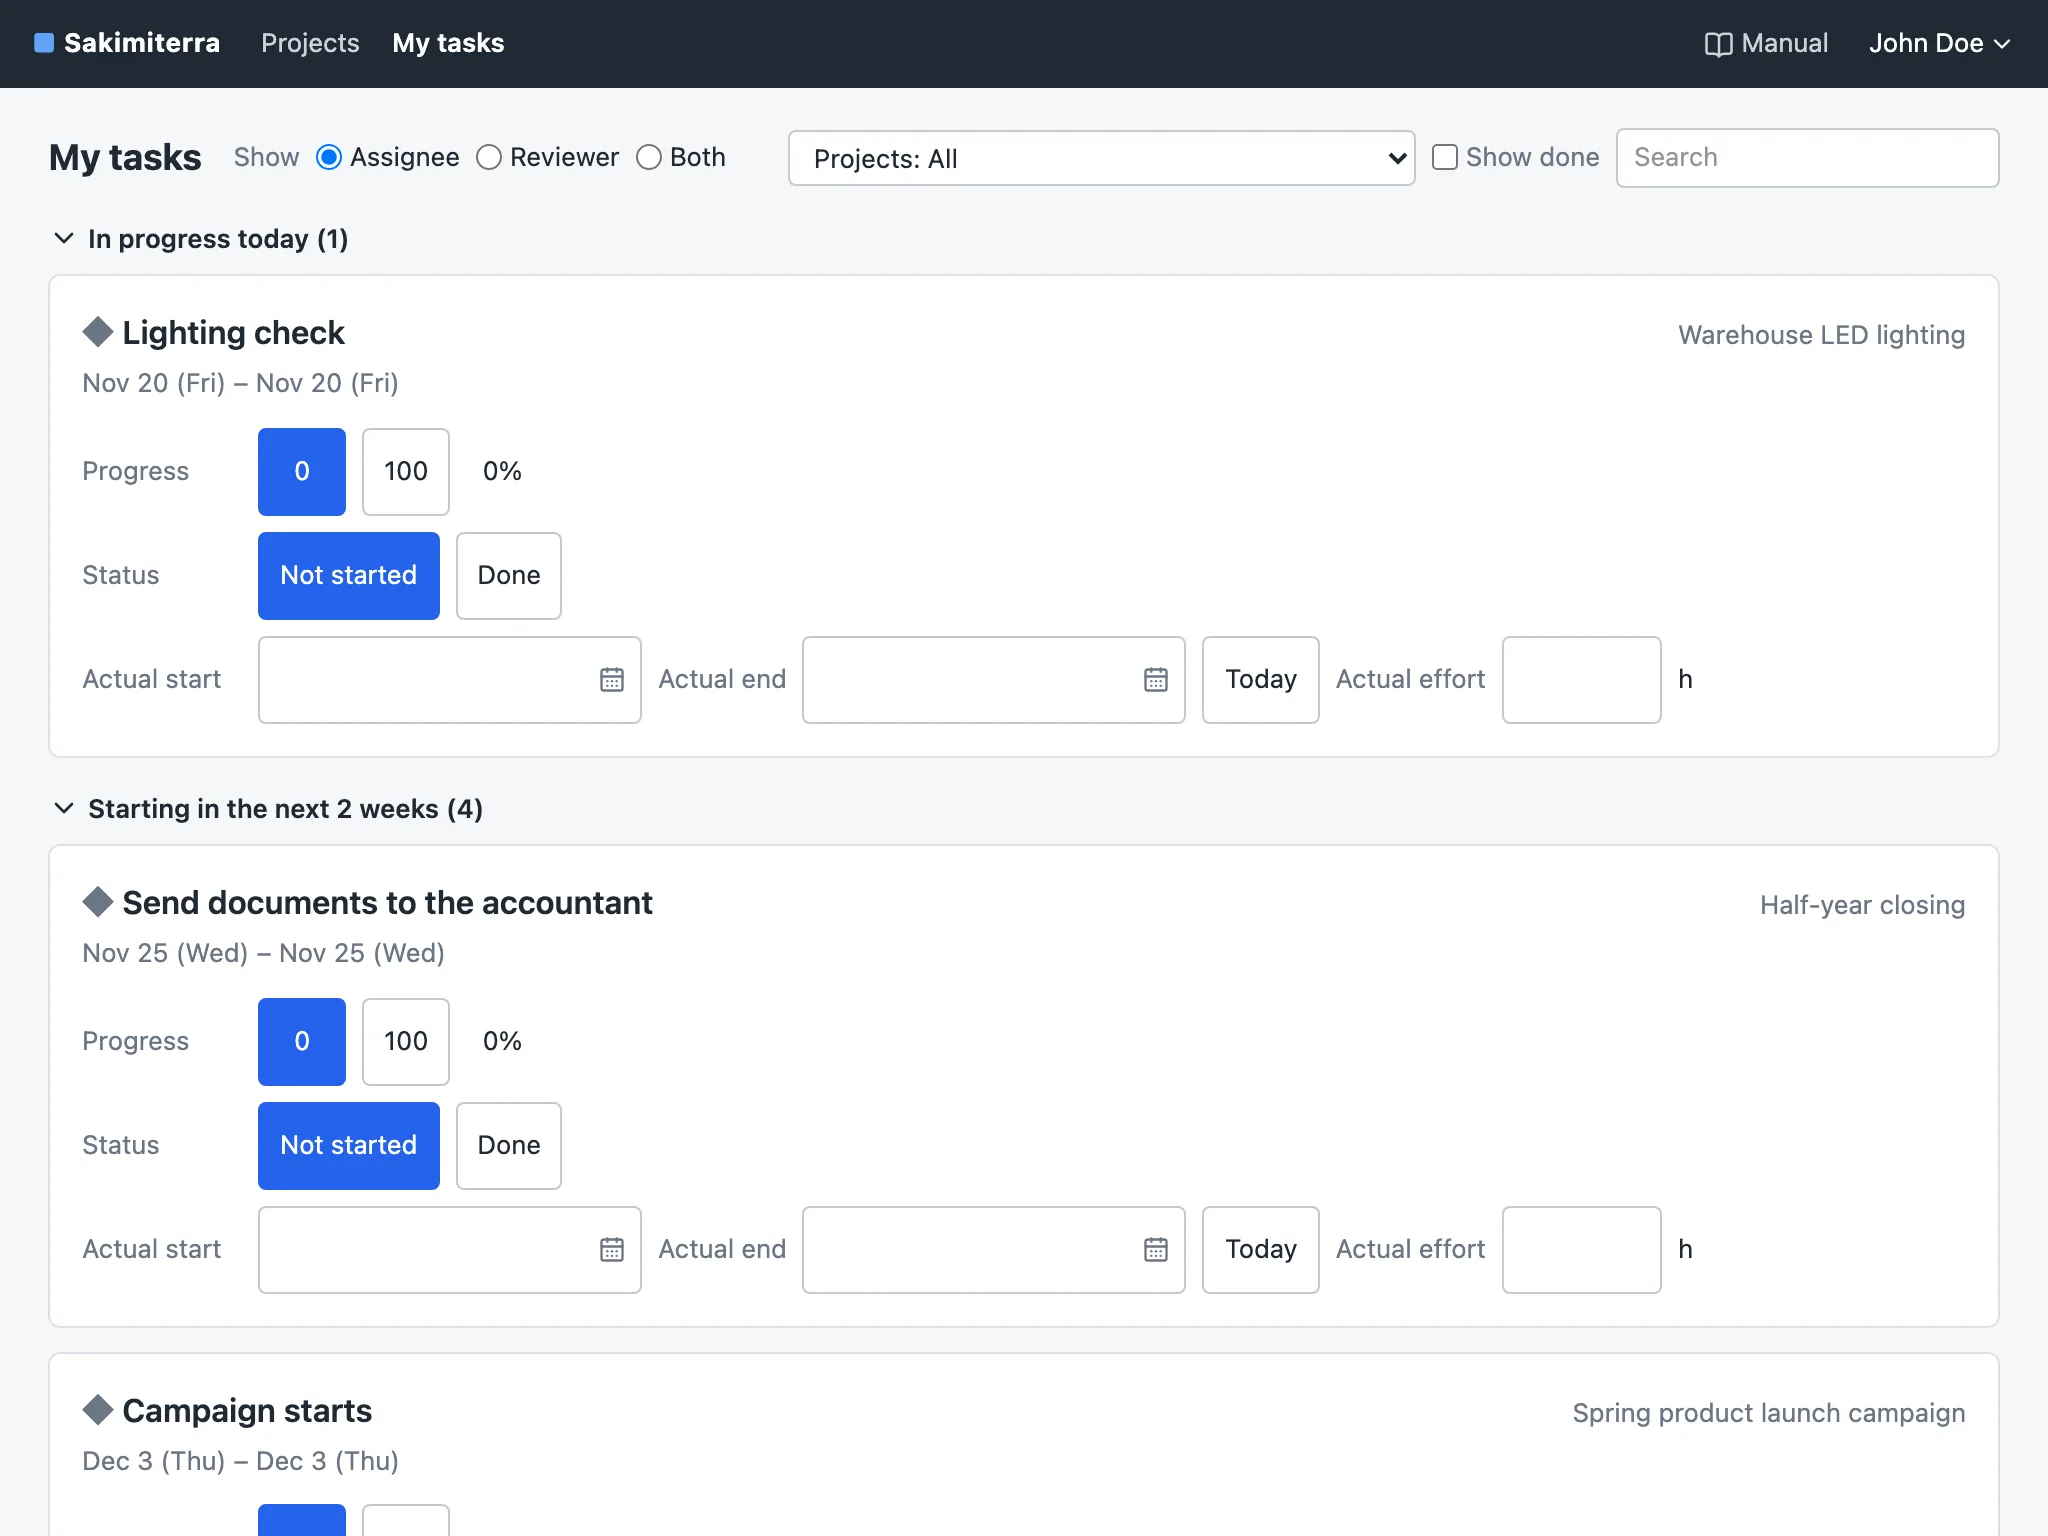 Sakimiterra Projects My tasks Manual John Doe
My tasks Show Assignee Reviewer Both Projects: All Show done Search
In progress today (1)
Lighting check Warehouse LED lighting
Nov 20 (Fri) – Nov 20 (Fri)
Progress 0 100 0%
Status Not started Done
Actual start Actual end Today Actual effort h
Starting in the next 2 weeks (4)
Send documents to the accountant Half-year closing
Nov 25 (Wed) – Nov 25 (Wed)
Progress 0 100 0%
Status Not started Done
Actual start Actual end Today Actual effort h
Campaign starts Spring product launch campaign
Dec 3 (Thu) – Dec 3 (Thu)